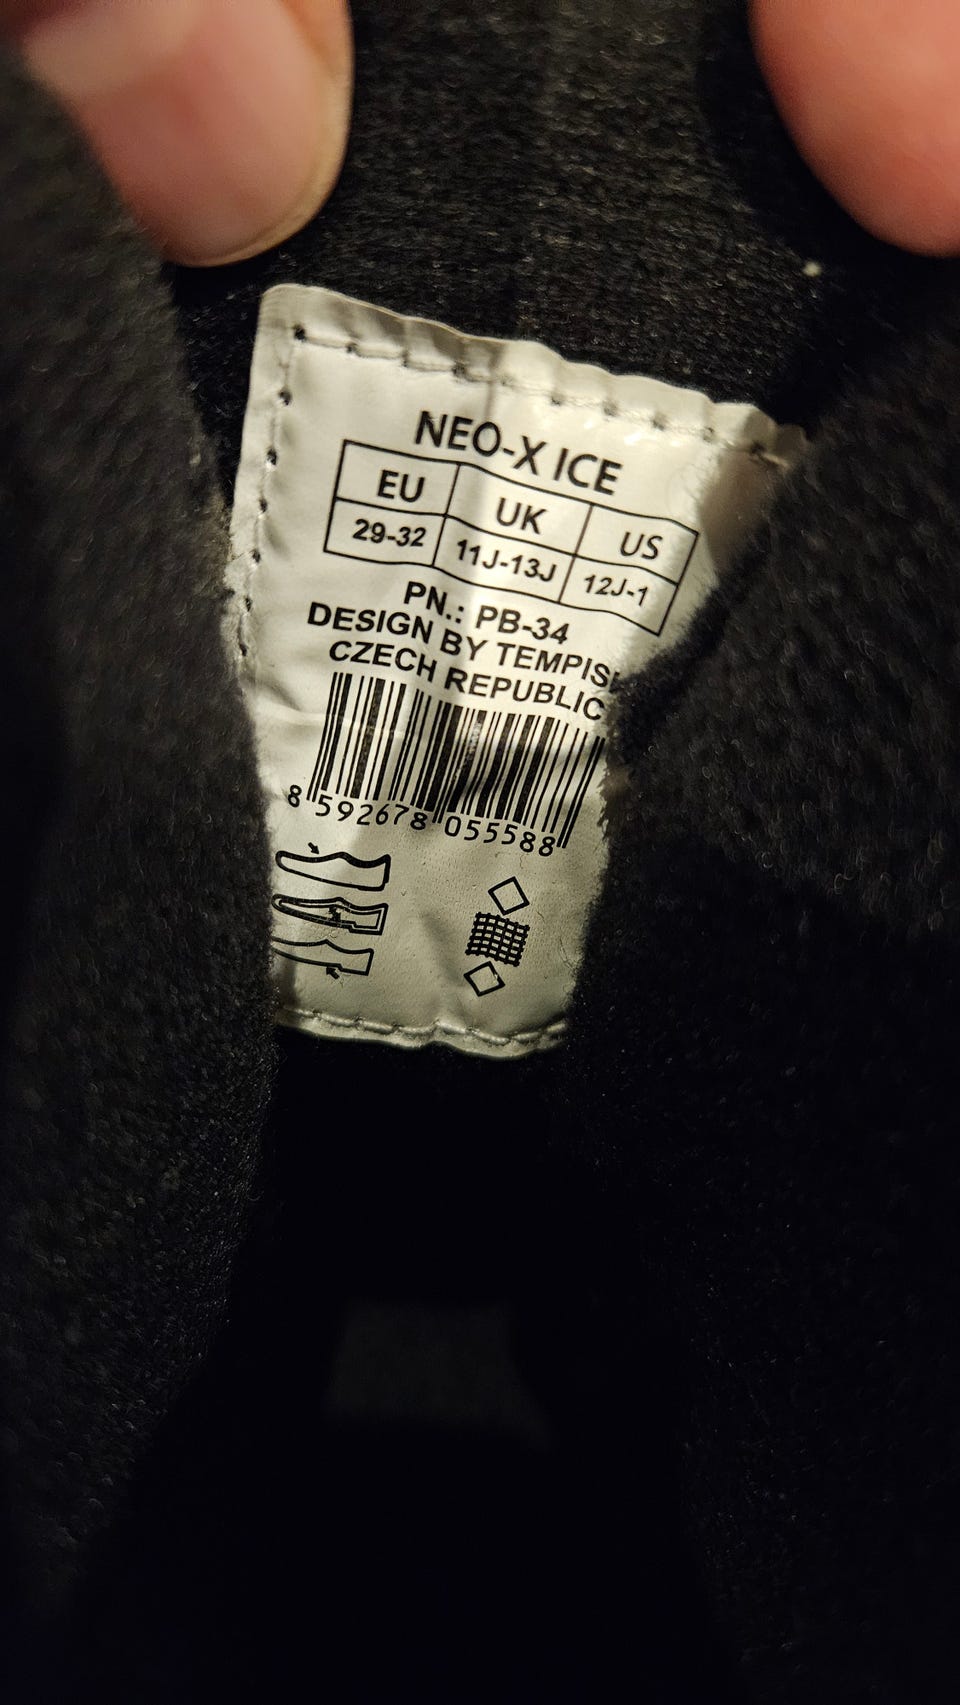 NEO-X ICE
EU UK US
29-32 11J-13J 12J-1
PN.: PB-34
DESIGN BY
CZECH REPUBLIC
8 592678 055588